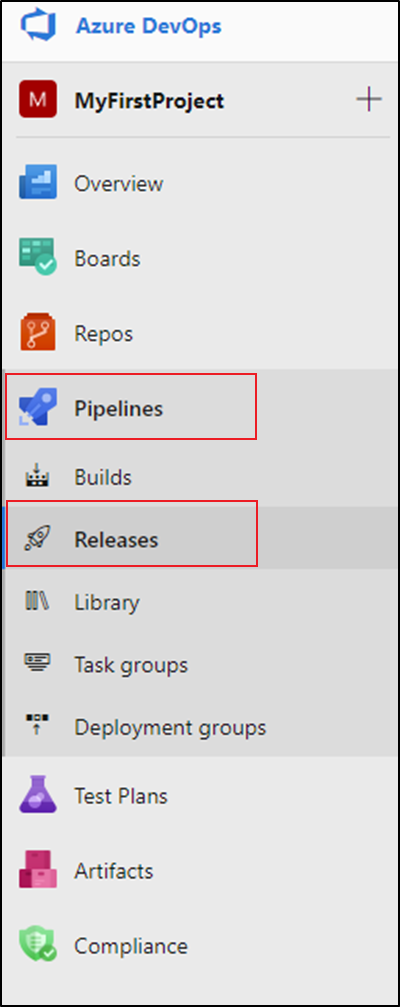 Azure DevOps
M MyFirstProject +
Overview
Boards
Repos
Pipelines
Builds
Releases
Library
Task groups
Deployment groups
Test Plans
Artifacts
Compliance